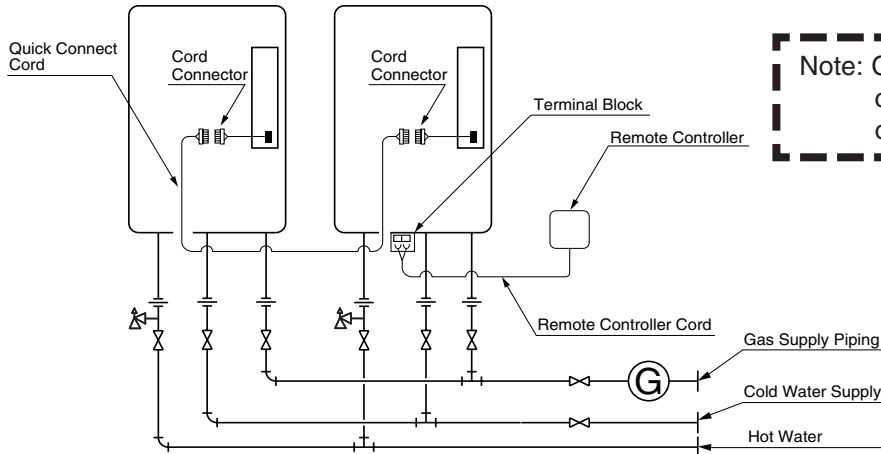 Quick Connect
Cord
Cord
Connector
Cord
Connector
Terminal Block
Remote Controller
Note:
Remote Controller Cord
Gas Supply Piping
G
Cold Water Supply
Hot Water